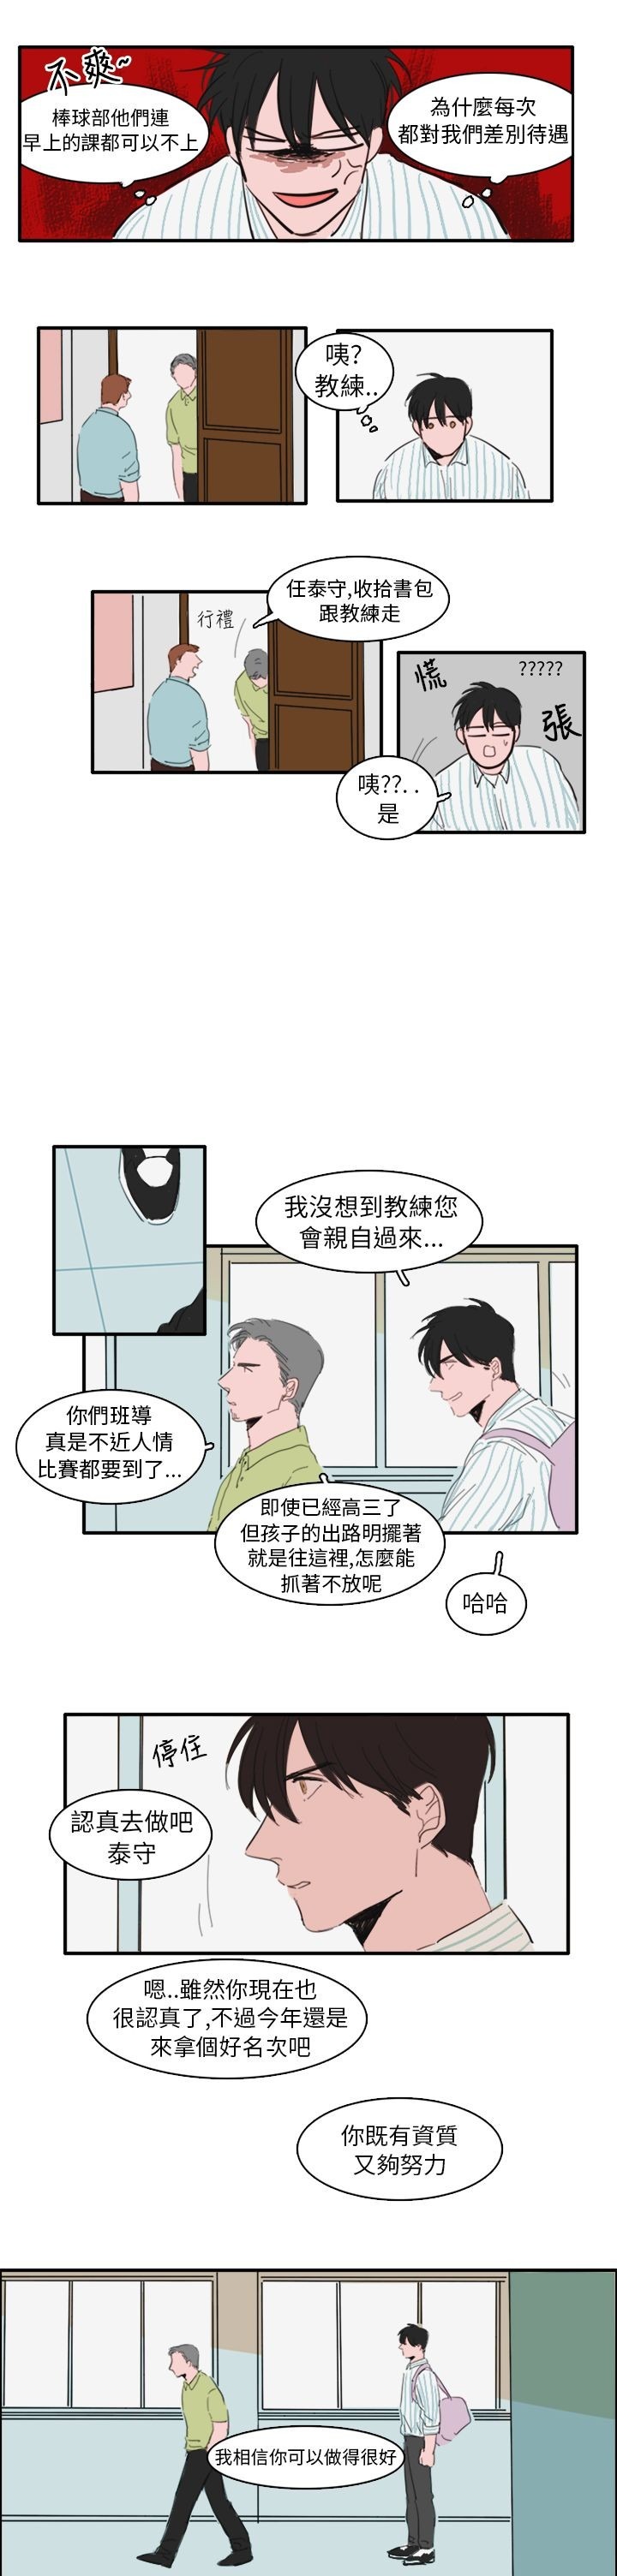 不爽~
棒球部他們連
早上的課都可以不上
為什麼每次
都對我們差別待遇
咦?
教練..
任泰守,收拾書包
跟教練走
行禮
慌
張
?????
咦??..
是
我沒想到教練您
會親自過來...
你們班導
真是不近人情
比賽都要到了...
即使已經高三了
但孩子的出路明擺著
就是往這裡,怎麼能
抓著不放呢
哈哈
停住
認真去做吧
泰守
嗯..雖然你現在也
很認真了,不過今年還是
來拿個好名次吧
你既有資質
又夠努力
我相信你可以做得很好